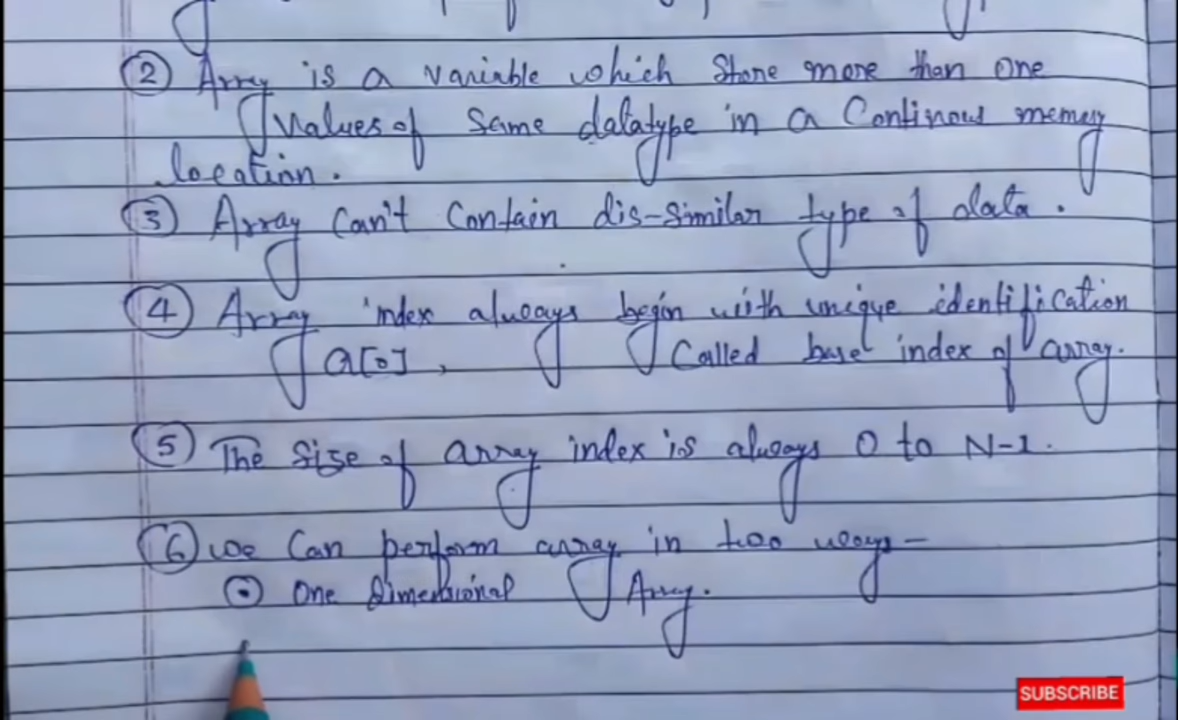 ② Array is a variable which Store more than one
Values of Same datatype in a Continous memory
location.
③ Array Can't Contain dis-similar type of data.
④ Array index always begin with unique identification
a[0], Called base index of array.
⑤ The Size of array index is always 0 to N-1.
⑥ we Can perform array in two ways-
⊙ One Dimensional Array.
SUBSCRIBE